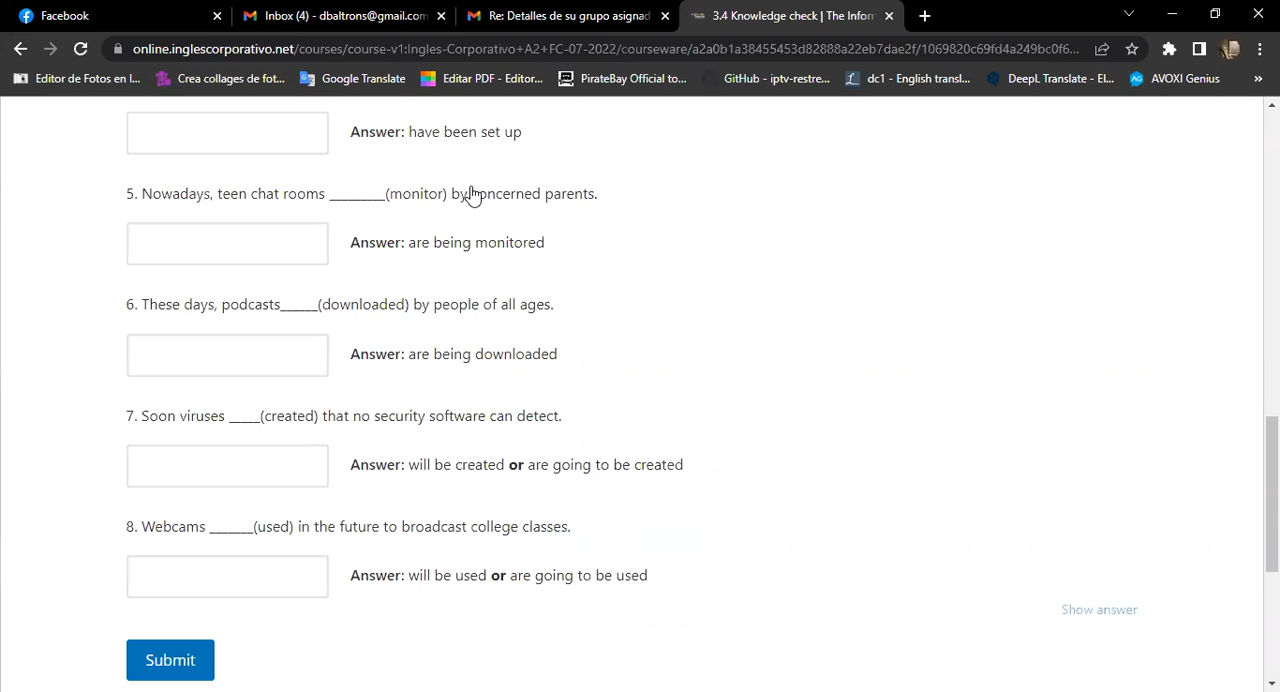 Facebook
Inbox (4) - dbaltrons@gmail.com
Re: Detalles de su grupo asignad
3.4 Knowledge check | The Infor
online.inglescorporativo.net/courses/course-v1:Ingles-Corporativo+A2+FC-07-2022/courseware/a2a0b1a38455453d82888a22eb7dae2f/1069820c69fd4a249bc0f6...
Editor de Fotos en l...
Crea collages de fot...
Google Translate
Editar PDF - Editor...
PirateBay Official to...
GitHub - iptv-restre...
dc1 - English transl...
DeepL Translate - El...
AVOXI Genius
»
Answer: have been set up
5. Nowadays, teen chat rooms ________(monitor) by concerned parents.
Answer: are being monitored
6. These days, podcasts_____(downloaded) by people of all ages.
Answer: are being downloaded
7. Soon viruses ____(created) that no security software can detect.
Answer: will be created or are going to be created
8. Webcams ______(used) in the future to broadcast college classes.
Answer: will be used or are going to be used
Show answer
Submit